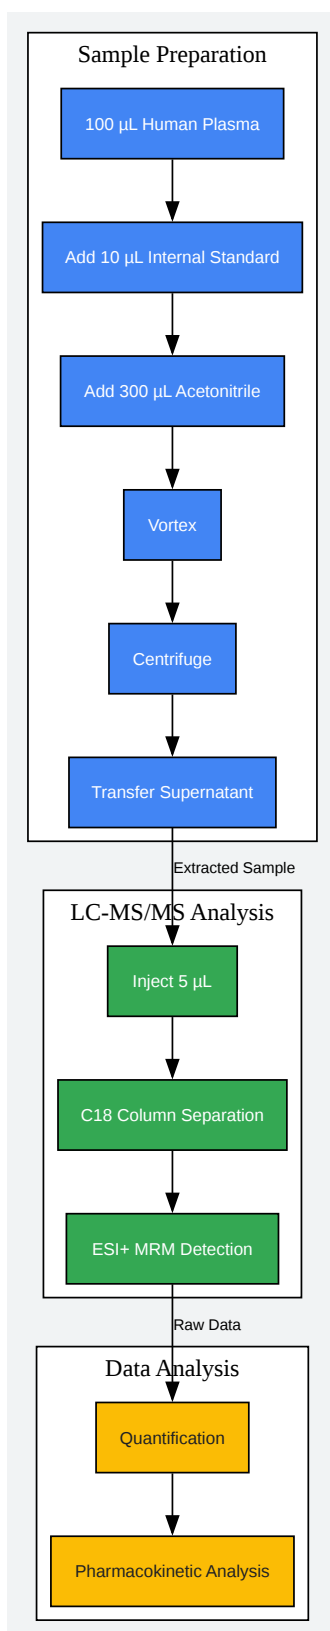 Sample Preparation
100 µL Human Plasma
Add 10 µL Internal Standard
Add 300 µL Acetonitrile
Vortex
Centrifuge
Transfer Supernatant
Extracted Sample
LC-MS/MS Analysis
Inject 5 µL
C18 Column Separation
ESI+ MRM Detection
Raw Data
Data Analysis
Quantification
Pharmacokinetic Analysis